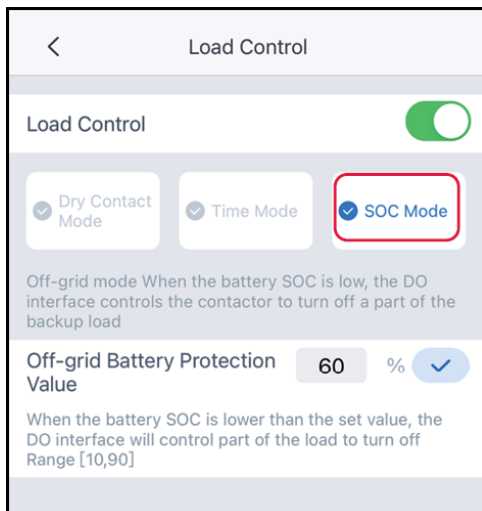 Load Control
Load Control
Dry Contact
Mode
Time Mode
SOC Mode
Off-grid mode When the battery SOC is low, the DO
interface controls the contactor to turn off a part of the
backup load
Off-grid Battery Protection
Value
60 %
When the battery SOC is lower than the set value, the
DO interface will control part of the load to turn off
Range [10,90]